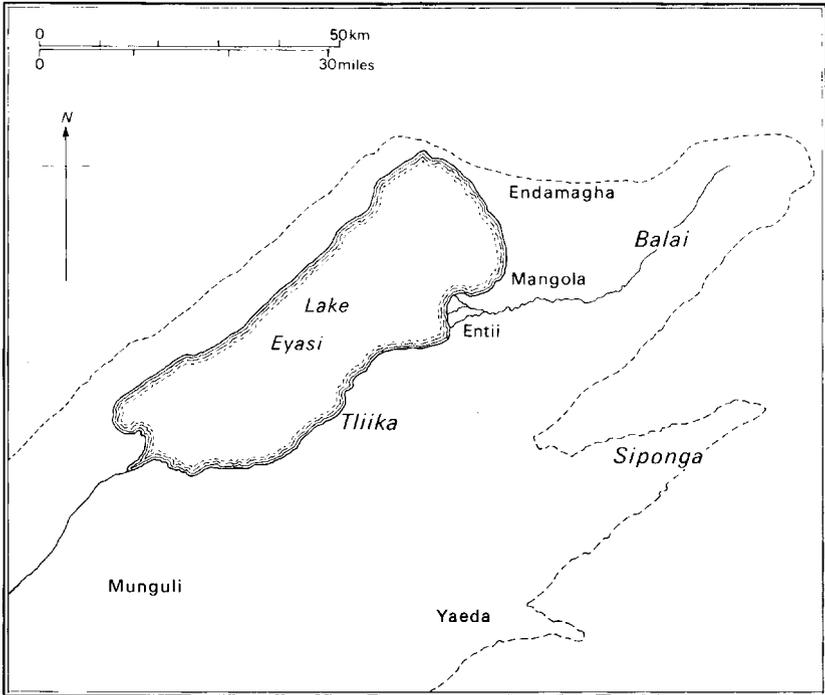 0 50km
0 30miles
N
Endamagha
Balai
Mangola
Lake
Eyasi
Entii
Tliika
Siponga
Munguli
Yaeda